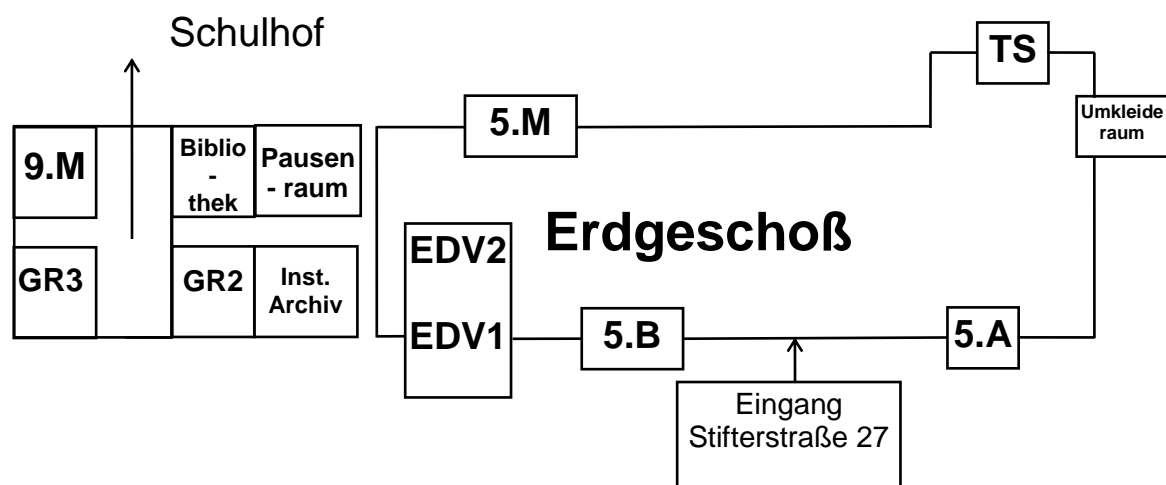 Schulhof
TS
5.M
Umkleide
raum
9.M
Biblio
-
thek
Pausen
- raum
Erdgeschoß
EDV2
GR3
GR2
Inst.
Archiv
EDV1
5.B
5.A
Eingang
Stifterstraße 27